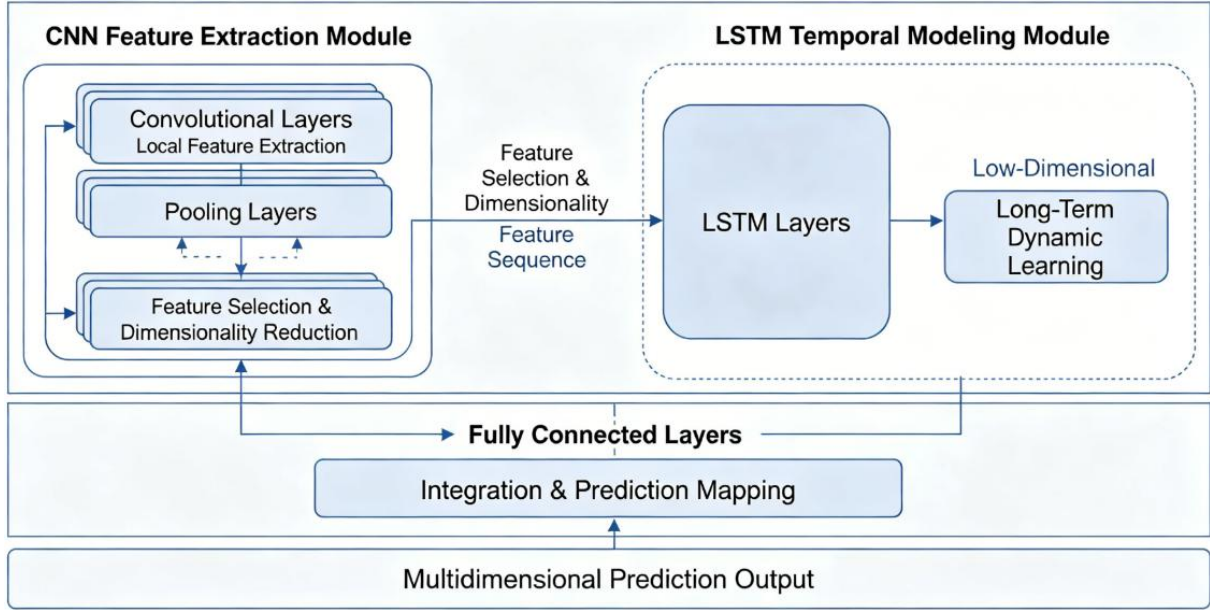 CNN Feature Extraction Module
Convolutional Layers
Local Feature Extraction
Pooling Layers
Feature Selection &
Dimensionality Reduction
Feature
Selection &
Dimensionality
Feature
Sequence
LSTM Temporal Modeling Module
LSTM Layers
Low-Dimensional
Long-Term
Dynamic
Learning
Fully Connected Layers
Integration & Prediction Mapping
Multidimensional Prediction Output